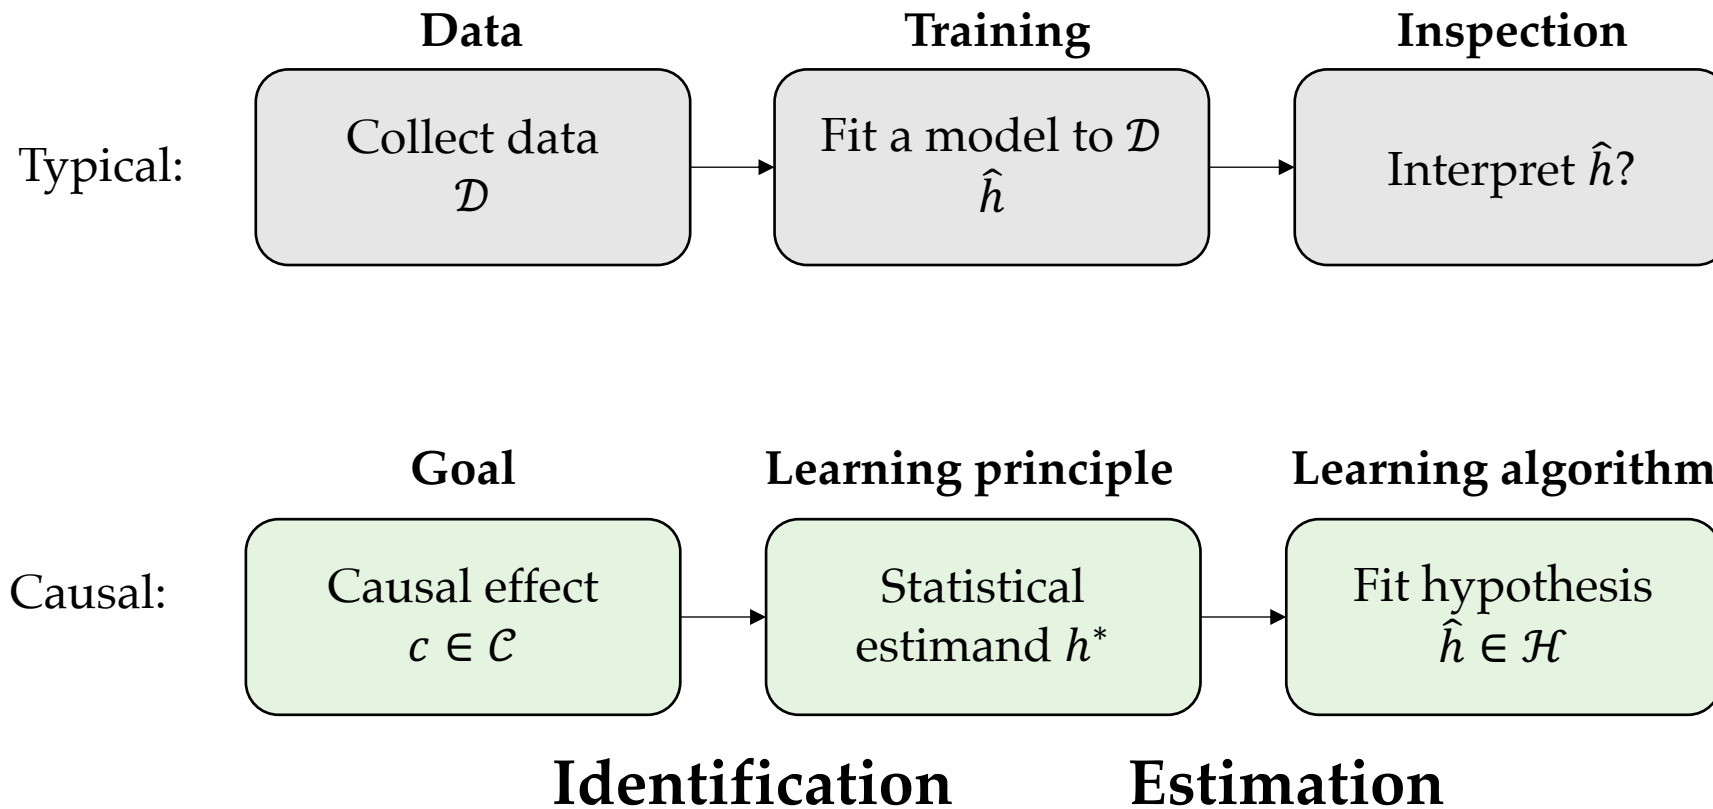 Data Training Inspection
Typical:
Collect data
𝒟
Fit a model to 𝒟
ĥ
Interpret ĥ?
Goal Learning principle Learning algorithm
Causal:
Causal effect
c ∈ 𝒞
Statistical
estimand h*
Fit hypothesis
ĥ ∈ ℋ
Identification Estimation